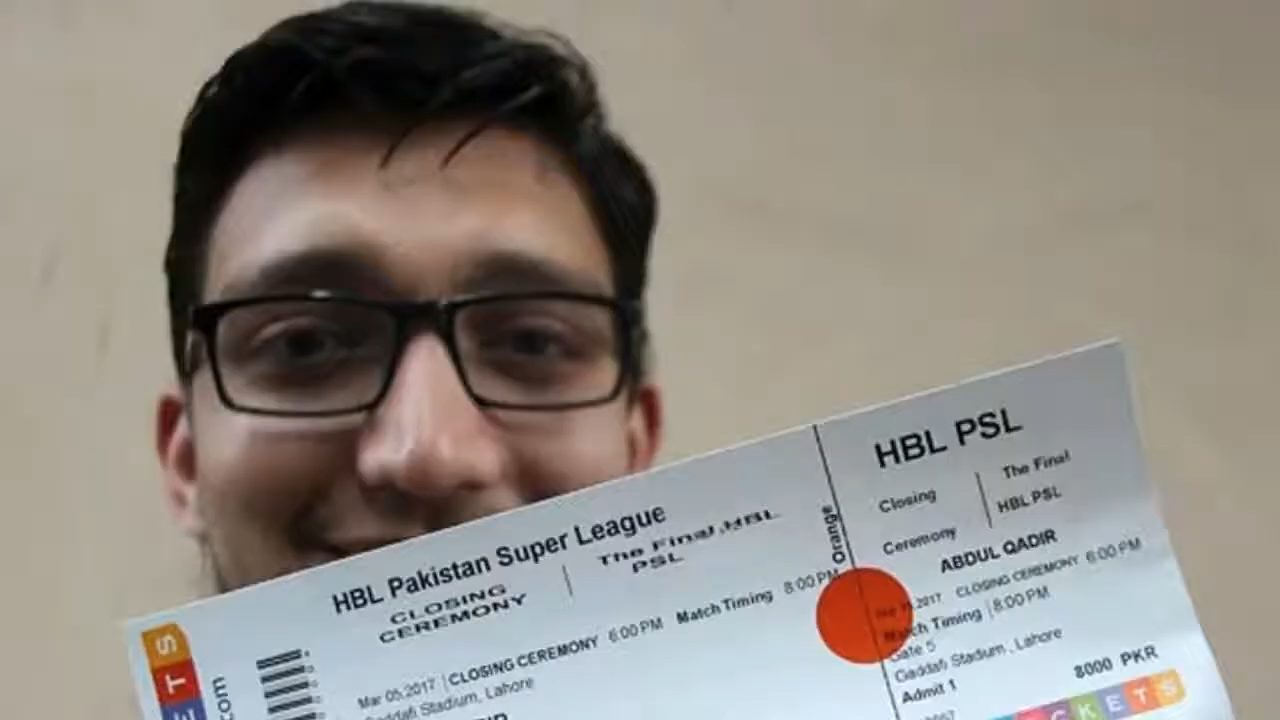 HBL Pakistan Super League
CLOSING CEREMONY
The Final HBL PSL
Mar 05.2017 | CLOSING CEREMONY 6:00 PM Match Timing 8:00 PM
Gaddafi Stadium, Lahore
ETS
.com
Orange
HBL PSL
Closing Ceremony
The Final HBL PSL
ABDUL QADIR
2017 CLOSING CEREMONY 6:00 PM
Match Timing | 8:00 PM
Gate 5
Gaddafi Stadium, Lahore
Admit 1
8000 PKR
CKETS